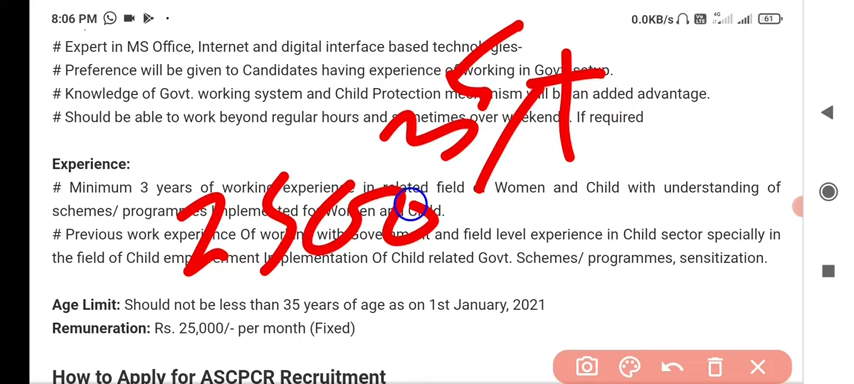 8:06 PM 0.0KB/s 4G 61
# Expert in MS Office, Internet and digital interface based technologies-
# Preference will be given to Candidates having experience of working in Govt. setup.
# Knowledge of Govt. working system and Child Protection mechanism will be an added advantage.
# Should be able to work beyond regular hours and sometimes over weekends. If required
35/
2500
Experience:
# Minimum 3 years of working experience in related field of Women and Child with understanding of
schemes/ programmes Implemented for Women and Child.
# Previous work experience Of working with Government and field level experience in Child sector specially in
the field of Child empowerment Implementation Of Child related Govt. Schemes/ programmes, sensitization.
Age Limit: Should not be less than 35 years of age as on 1st January, 2021
Remuneration: Rs. 25,000/- per month (Fixed)
How to Apply for ASCPCR Recruitment